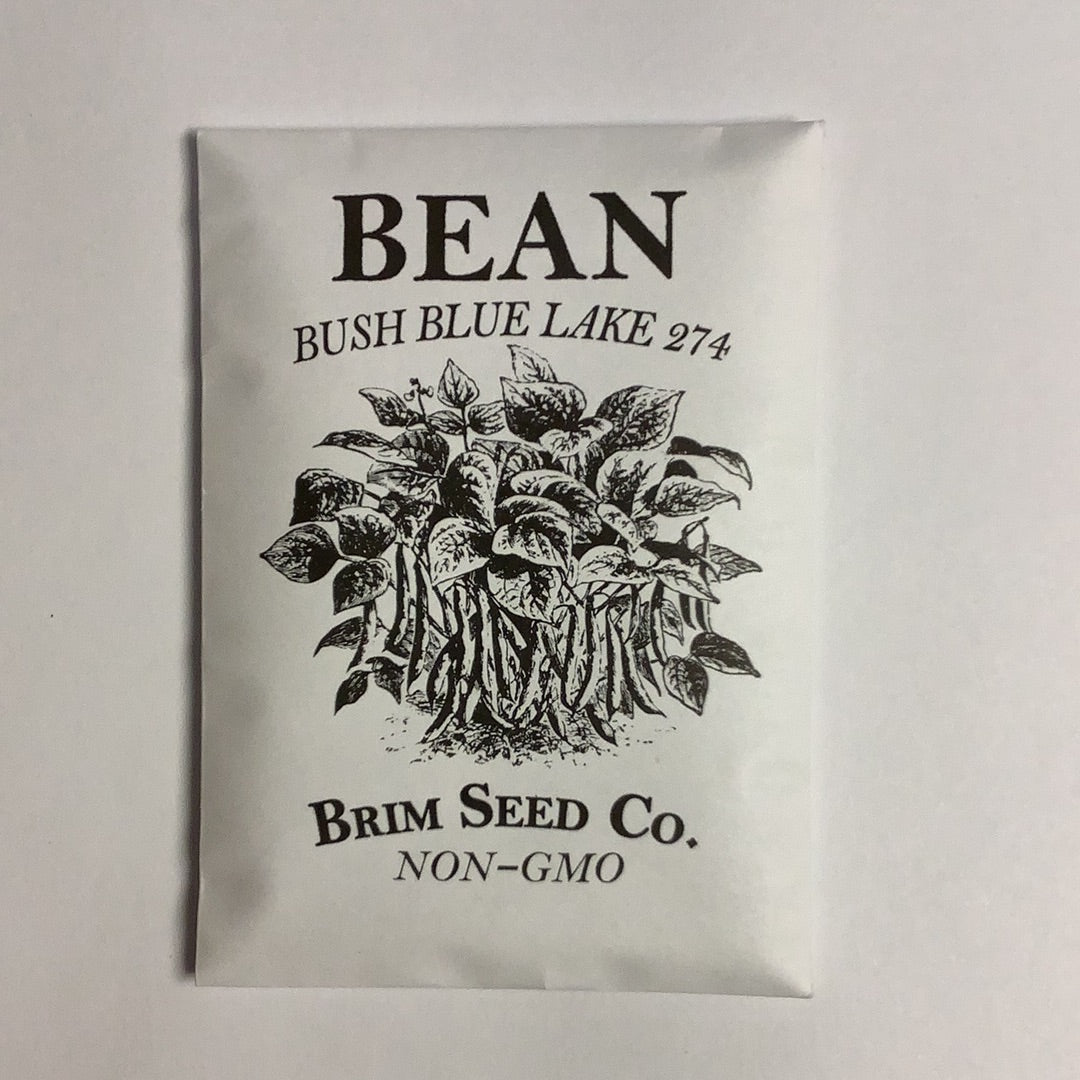 BEAN
BUSH BLUE LAKE 274
BRIM SEED CO.
NON-GMO